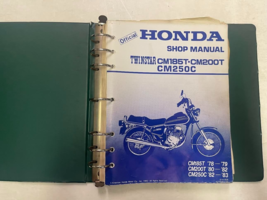 Official
HONDA
SHOP MANUAL
TWINSTAR CM185T·CM200T
CM250C
CM185T '78 - '79
CM200T '80 - '82
CM250C '82 - '83